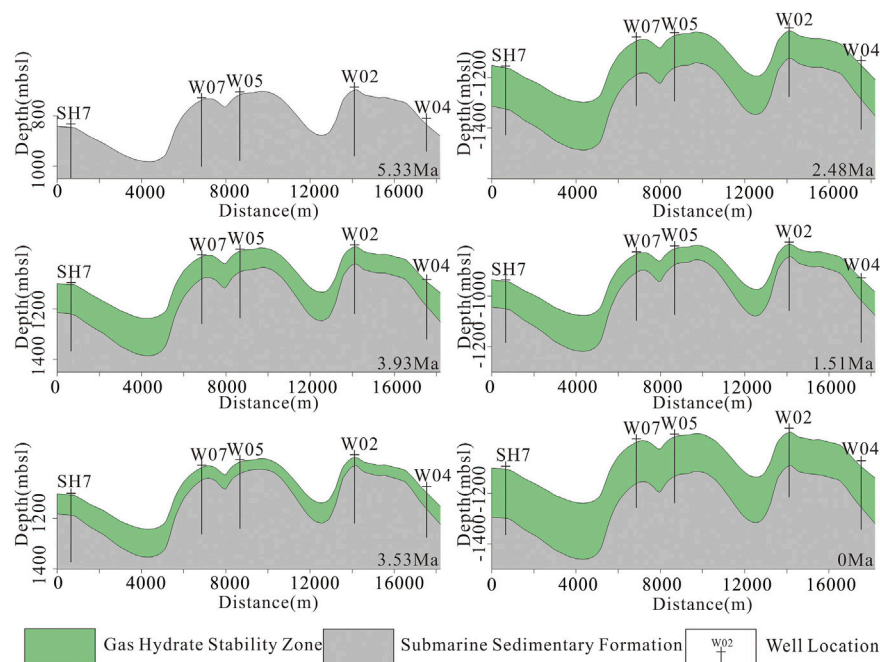 Depth(mbsl)
800
1000
SH7
W07
W05
W02
W04
5.33Ma
0
4000
8000
12000
16000
Distance(m)
Depth(mbsl)
-1200
-1400
SH7
W07
W05
W02
W04
2.48Ma
0
4000
8000
12000
16000
Distance(m)
Depth(mbsl)
1200
1400
SH7
W07
W05
W02
W04
3.93Ma
0
4000
8000
12000
16000
Distance(m)
Depth(mbsl)
-1000
-1200
SH7
W07
W05
W02
W04
1.51Ma
0
4000
8000
12000
16000
Distance(m)
Depth(mbsl)
1200
1400
SH7
W07
W05
W02
W04
3.53Ma
0
4000
8000
12000
16000
Distance(m)
Depth(mbsl)
-1200
-1400
SH7
W07
W05
W02
W04
0Ma
0
4000
8000
12000
16000
Distance(m)
Gas Hydrate Stability Zone
Submarine Sedimentary Formation
W02
Well Location